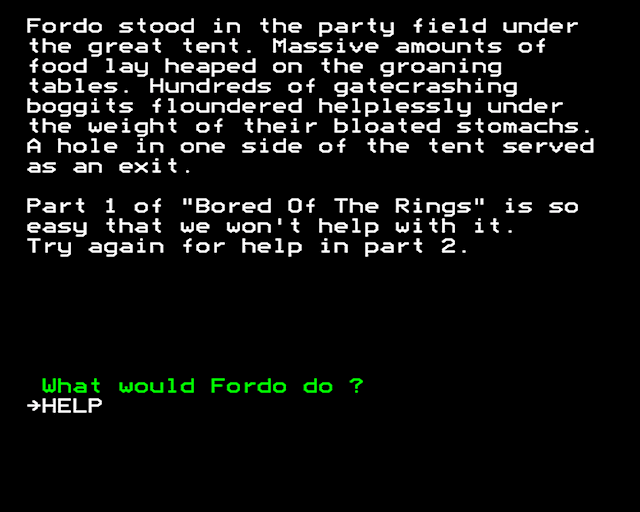 Fordo stood in the party field under
the great tent. Massive amounts of
food lay heaped on the groaning
tables. Hundreds of gatecrashing
boggits floundered helplessly under
the weight of their bloated stomachs.
A hole in one side of the tent served
as an exit.
Part 1 of "Bored Of The Rings" is so
easy that we won't help with it.
Try again for help in part 2.
What would Fordo do ?
→HELP